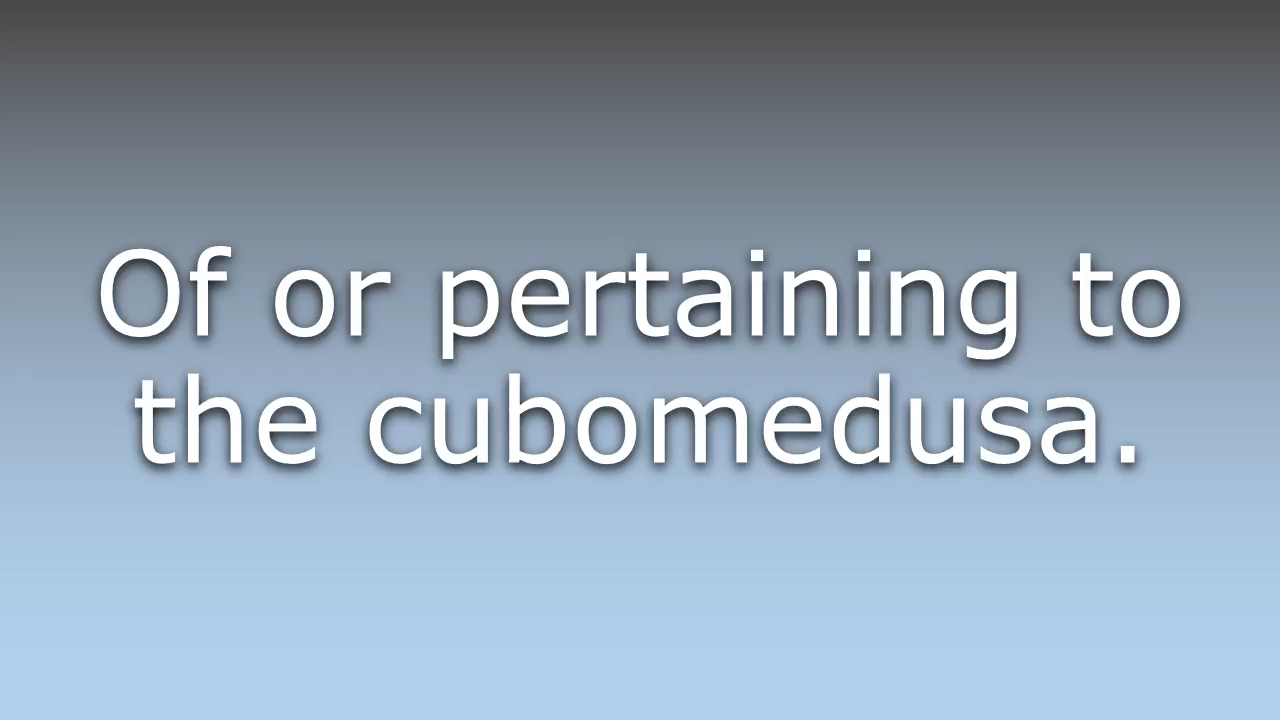 Of or pertaining to
the cubomedusa.